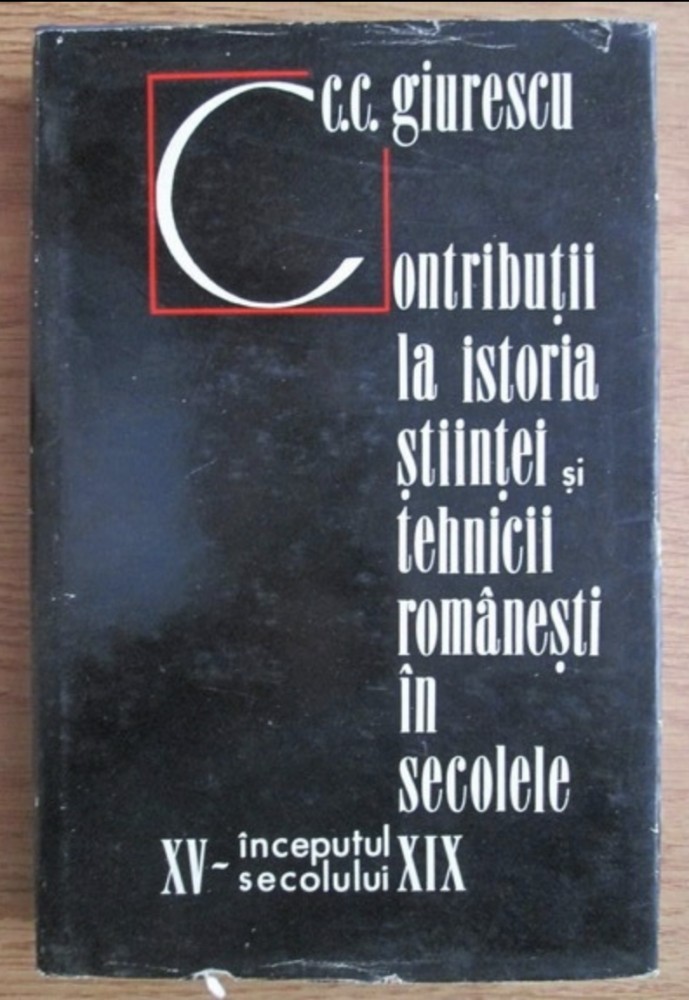 c.c. giurescu
Contribuții
la istoria
științei și
tehnicii
românești
în
secolele
XV ~ începutul secolului XIX